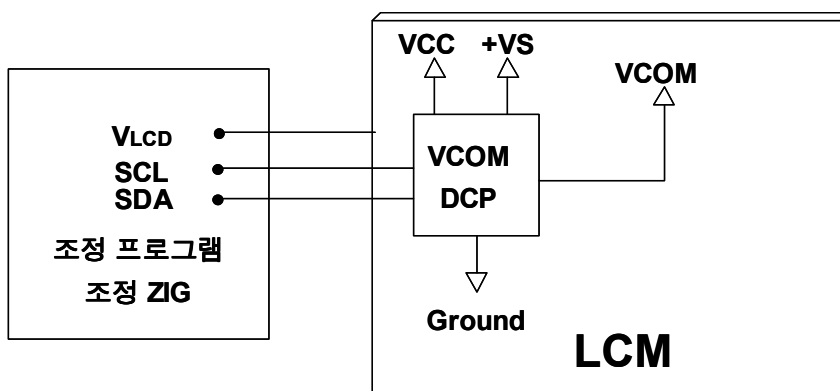 VLCD
SCL
SDA
조정 프로그램
조정 ZIG
VCC +VS
VCOM
VCOM
DCP
Ground
LCM